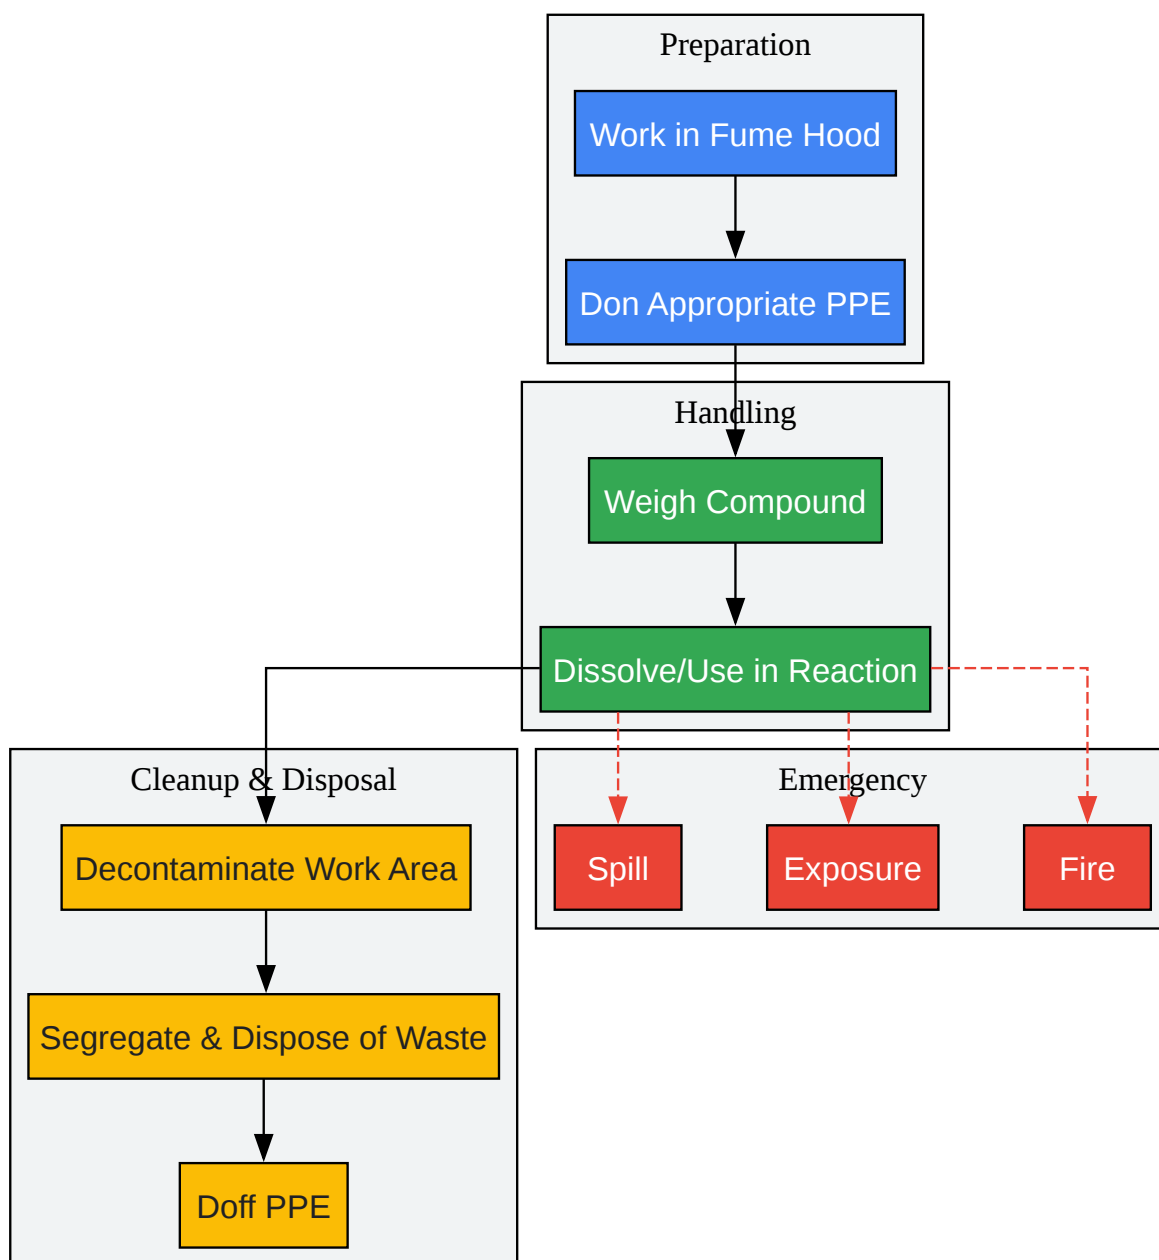 Preparation
Work in Fume Hood
Don Appropriate PPE
Handling
Weigh Compound
Dissolve/Use in Reaction
Cleanup & Disposal
Decontaminate Work Area
Segregate & Dispose of Waste
Doff PPE
Emergency
Spill
Exposure
Fire